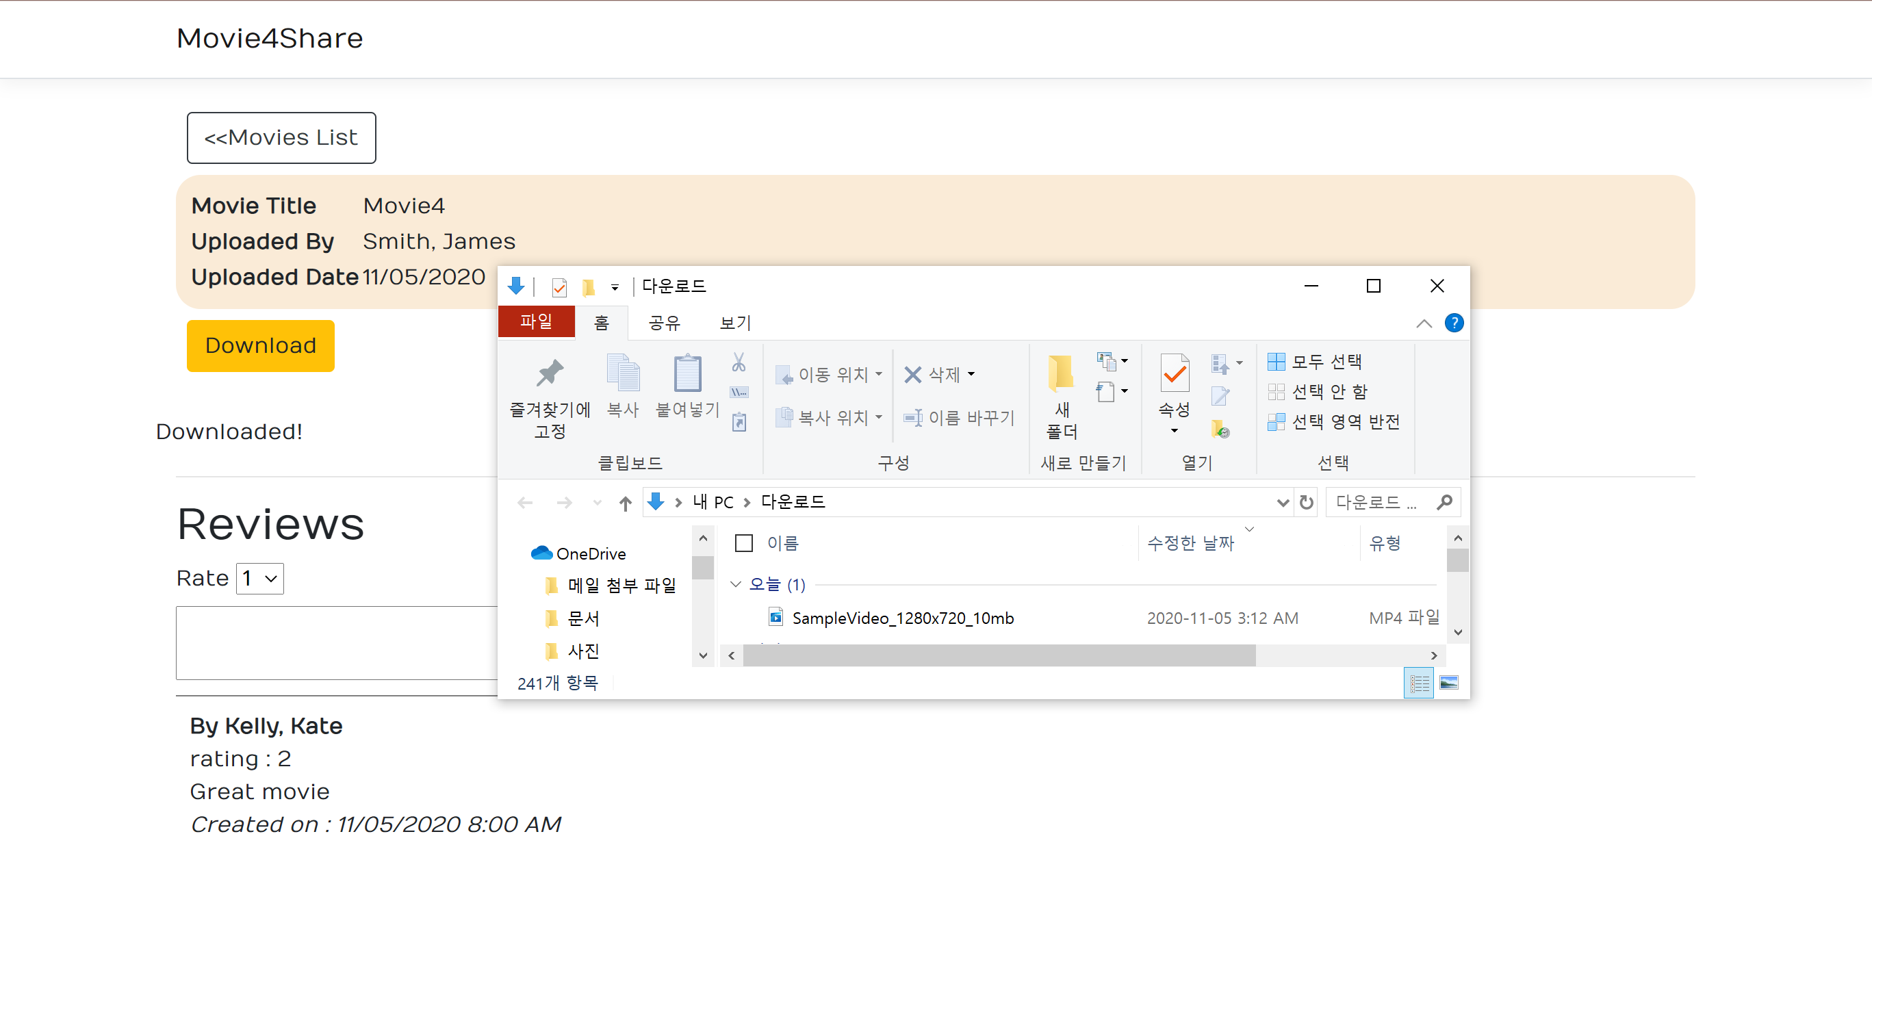 Movie4Share
<<Movies List
Movie Title Movie4
Uploaded By Smith, James
Uploaded Date 11/05/2020
Download
Downloaded!
Reviews
Rate 1
By Kelly, Kate
rating : 2
Great movie
Created on : 11/05/2020 8:00 AM
다운로드
파일 홈 공유 보기
즐겨찾기에
고정
복사
붙여넣기
클립보드
이동 위치
복사 위치
삭제
이름 바꾸기
구성
새
폴더
새로 만들기
속성
열기
모두 선택
선택 안 함
선택 영역 반전
선택
내 PC > 다운로드
다운로드 ...
OneDrive
메일 첨부 파일
문서
사진
이름 수정한 날짜 유형
오늘 (1)
SampleVideo_1280x720_10mb 2020-11-05 3:12 AM MP4 파일
241개 항목